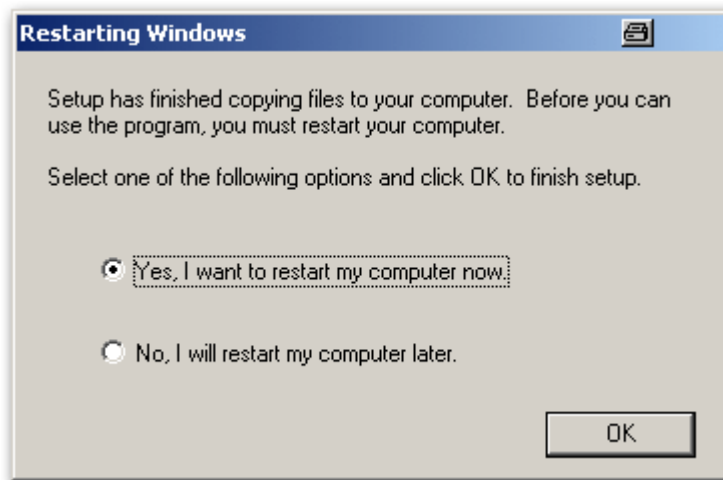 Restarting Windows
Setup has finished copying files to your computer.  Before you can
use the program, you must restart your computer.
Select one of the following options and click OK to finish setup.
Yes, I want to restart my computer now.
No, I will restart my computer later.
OK